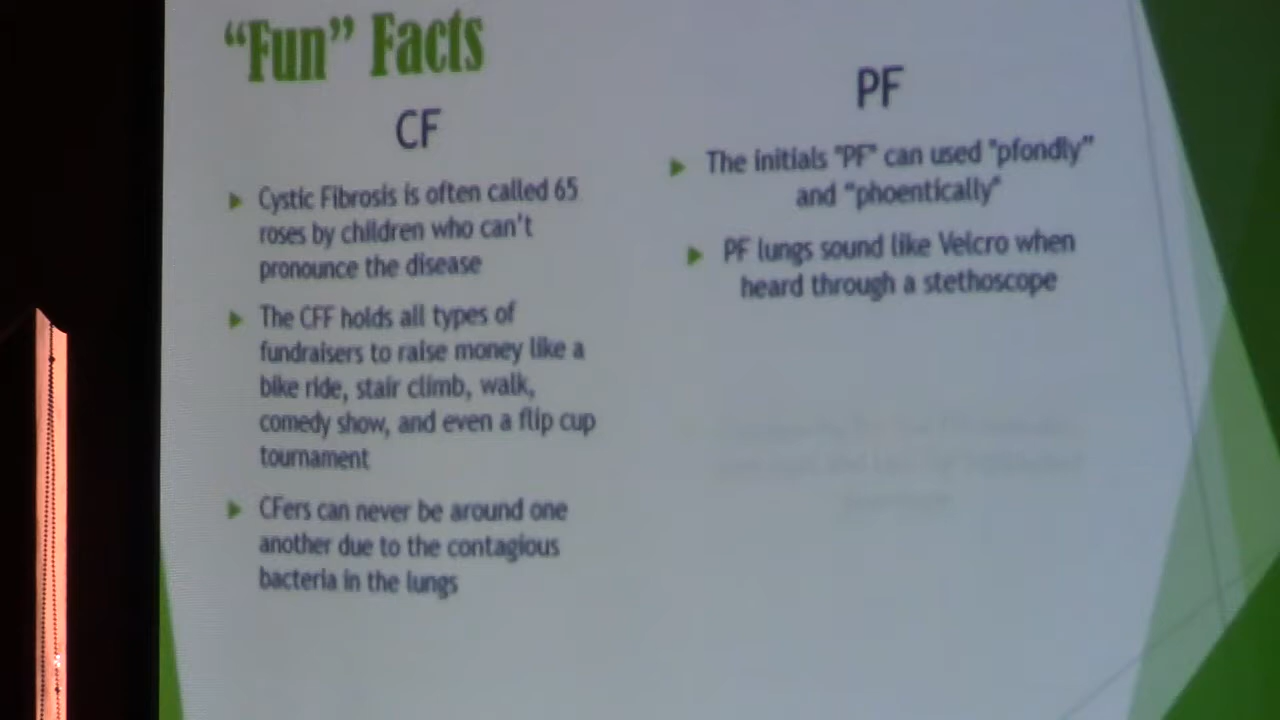 “Fun” Facts
CF
Cystic Fibrosis is often called 65
roses by children who can't
pronounce the disease
The CFF holds all types of
fundraisers to raise money like a
bike ride, stair climb, walk,
comedy show, and even a flip cup
tournament
CFers can never be around one
another due to the contagious
bacteria in the lungs
PF
The initials "PF" can used "pfondly”
and “phoentically"
PF lungs sound like Velcro when
heard through a stethoscope